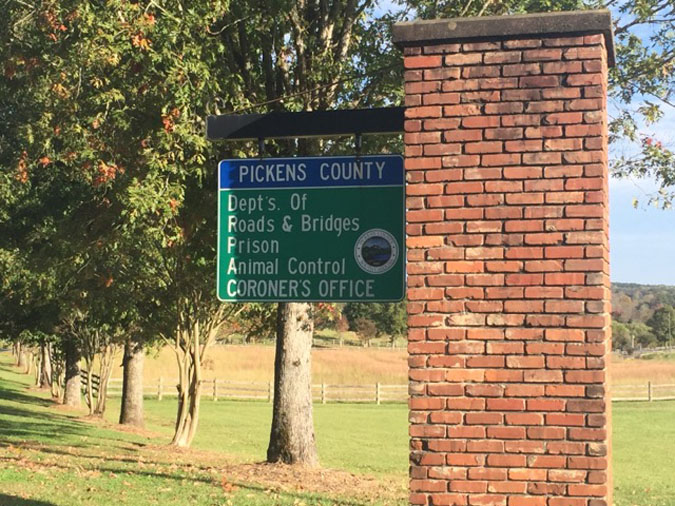 PICKENS COUNTY
Dept's. Of
Roads & Bridges
Prison
Animal Control
CORONER'S OFFICE